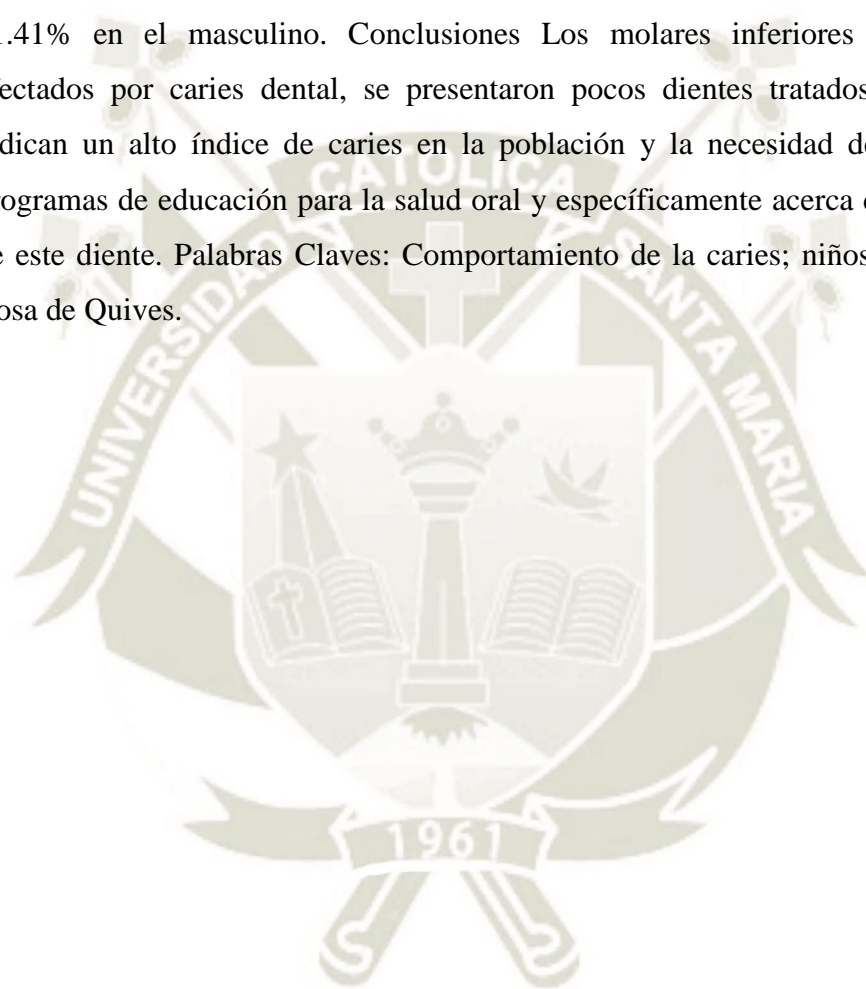 .41% en el masculino. Conclusiones Los molares inferiores
ectados por caries dental, se presentaron pocos dientes tratados
dican un alto índice de caries en la población y la necesidad de
rogramas de educación para la salud oral y específicamente acerca
e este diente. Palabras Claves: Comportamiento de la caries; niños
osa de Quives.
UNIVERSIDAD CATOLICA SANTA MARIA
1961